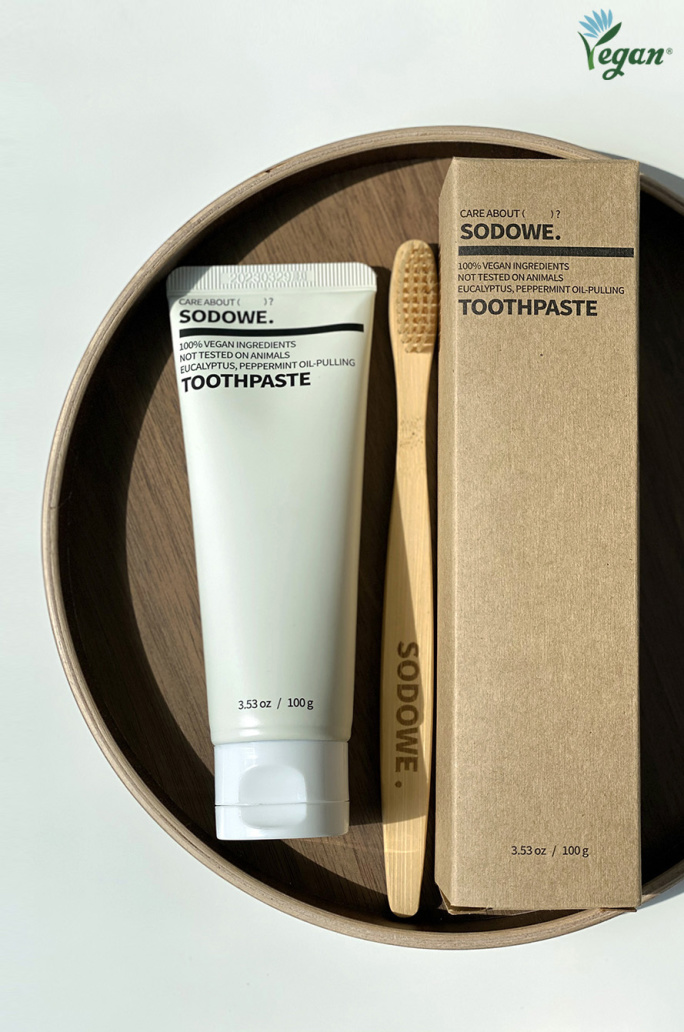 Vegan®
CARE ABOUT ( ) ?
SODOWE.
100% VEGAN INGREDIENTS
NOT TESTED ON ANIMALS
EUCALYPTUS, PEPPERMINT OIL-PULLING
TOOTHPASTE
3.53 oz / 100 g
SODOWE.
CARE ABOUT ( ) ?
SODOWE.
100% VEGAN INGREDIENTS
NOT TESTED ON ANIMALS
EUCALYPTUS, PEPPERMINT OIL-PULLING
TOOTHPASTE
3.53 oz / 100 g